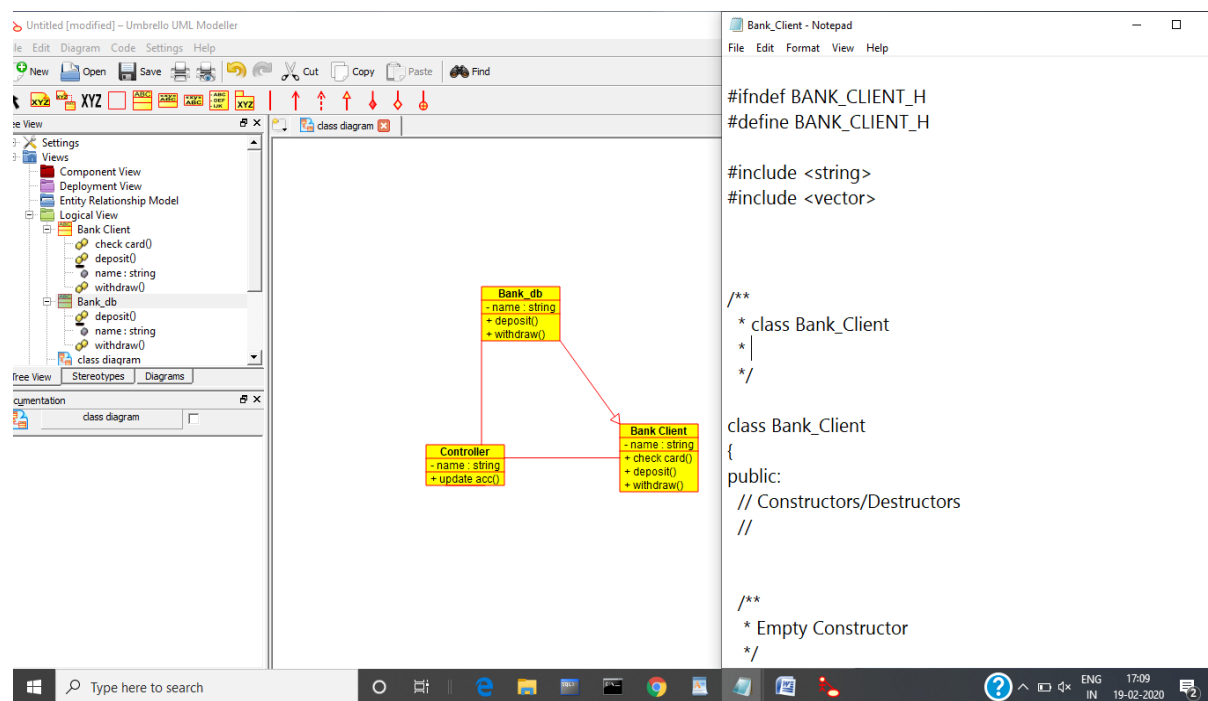 Untitled [modified] – Umbrello UML Modeller
le Edit Diagram Code Settings Help
New Open Save Cut Copy Paste Find
XYZ XYZ XYZ
ee View
class diagram
Settings
Views
Component View
Deployment View
Entity Relationship Model
Logical View
Bank Client
check card()
deposit()
name : string
withdraw()
Bank_db
deposit()
name : string
withdraw()
class diagram
Tree View Stereotypes Diagrams
cumentation
class diagram
Bank_db
- name : string
+ deposit()
+ withdraw()
Controller
- name : string
+ update acc()
Bank Client
- name : string
+ check card()
+ deposit()
+ withdraw()
Bank_Client - Notepad
File Edit Format View Help
#ifndef BANK_CLIENT_H
#define BANK_CLIENT_H
#include <string>
#include <vector>
/**
* class Bank_Client
*
*/
class Bank_Client
{
public:
// Constructors/Destructors
//
/**
* Empty Constructor
*/
Type here to search
ENG
IN
17:09
19-02-2020
2